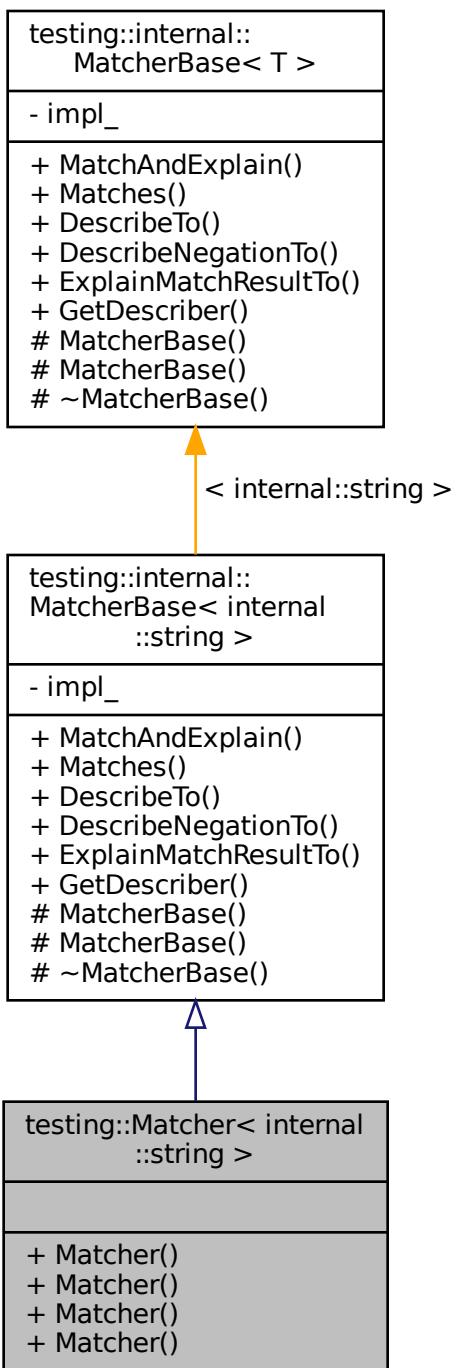 testing::internal::
MatcherBase< T >
- impl_
+ MatchAndExplain()
+ Matches()
+ DescribeTo()
+ DescribeNegationTo()
+ ExplainMatchResultTo()
+ GetDescriber()
# MatcherBase()
# MatcherBase()
# ~MatcherBase()
< internal::string >
testing::internal::
MatcherBase< internal
::string >
- impl_
+ MatchAndExplain()
+ Matches()
+ DescribeTo()
+ DescribeNegationTo()
+ ExplainMatchResultTo()
+ GetDescriber()
# MatcherBase()
# MatcherBase()
# ~MatcherBase()
testing::Matcher< internal
::string >
+ Matcher()
+ Matcher()
+ Matcher()
+ Matcher()